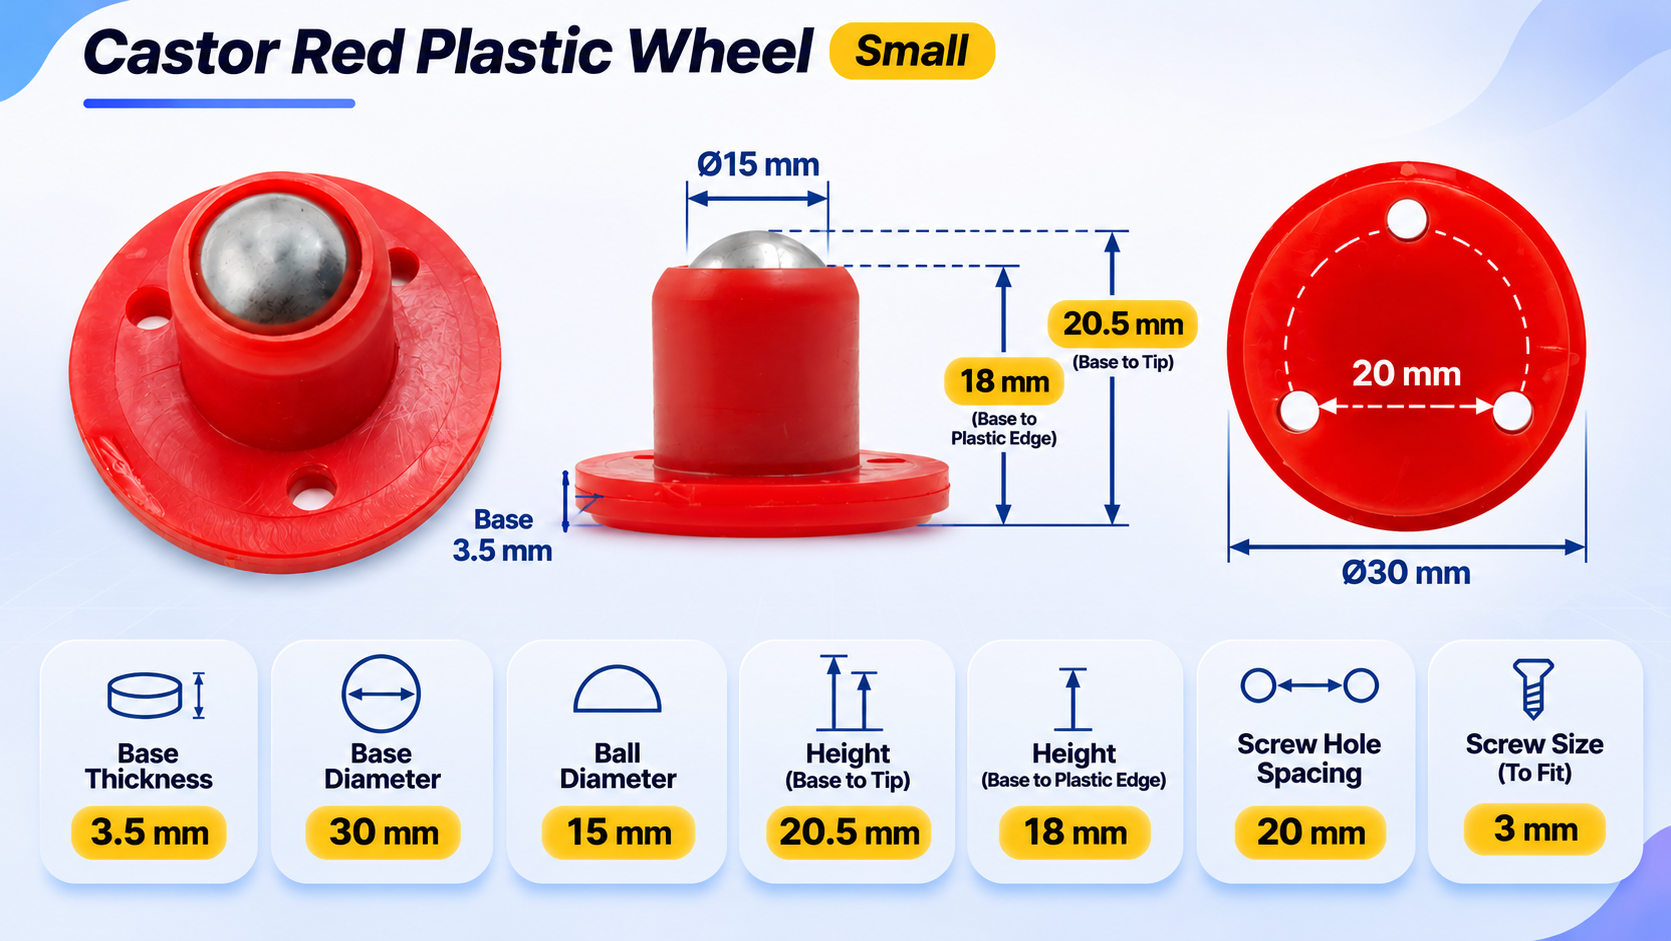 Castor Red Plastic Wheel Small
Ø15 mm
20.5 mm
(Base to Tip)
18 mm
(Base to
Plastic Edge)
Base
3.5 mm
20 mm
Ø30 mm
Base
Thickness
3.5 mm
Base
Diameter
30 mm
Ball
Diameter
15 mm
Height
(Base to Tip)
20.5 mm
Height
(Base to Plastic Edge)
18 mm
Screw Hole
Spacing
20 mm
Screw Size
(To Fit)
3 mm